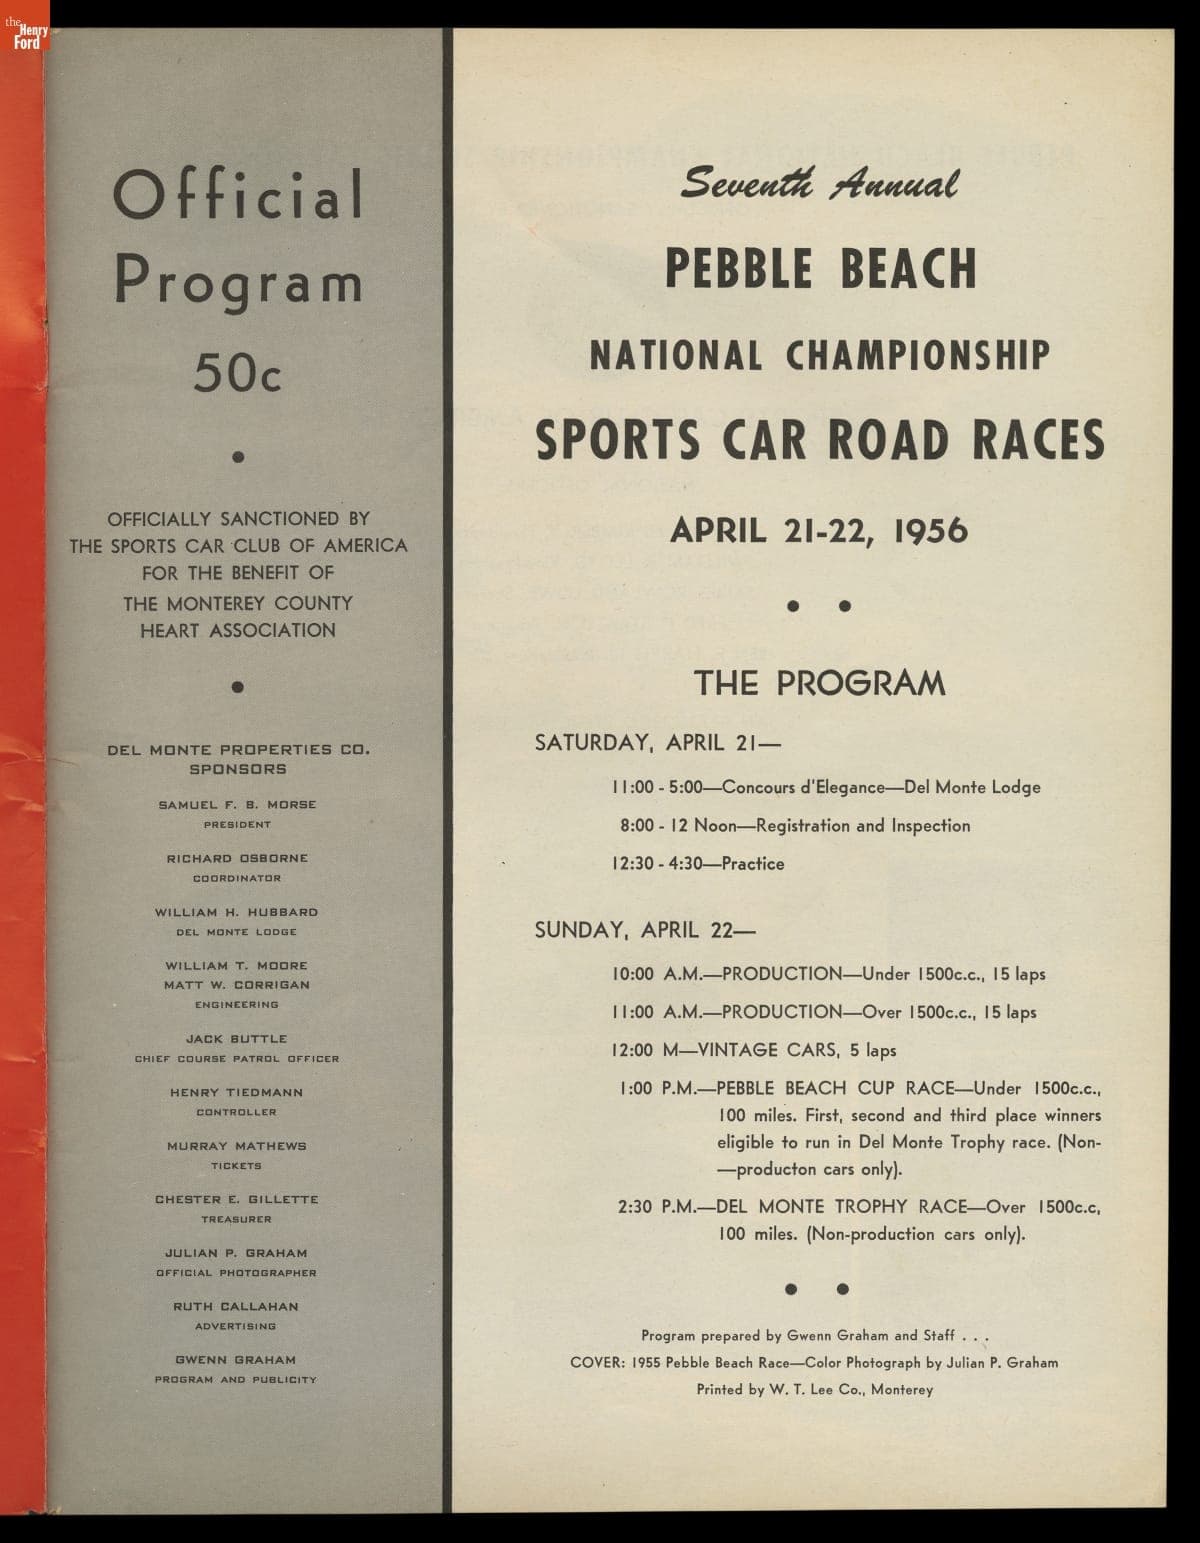 the
Henry
Ford
Official
Program
50c
OFFICIALLY SANCTIONED BY
THE SPORTS CAR CLUB OF AMERICA
FOR THE BENEFIT OF
THE MONTEREY COUNTY
HEART ASSOCIATION
DEL MONTE PROPERTIES CO.
SPONSORS
SAMUEL F. B. MORSE
PRESIDENT
RICHARD OSBORNE
COORDINATOR
WILLIAM H. HUBBARD
DEL MONTE LODGE
WILLIAM T. MOORE
MATT W. CORRIGAN
ENGINEERING
JACK BUTTLE
CHIEF COURSE PATROL OFFICER
HENRY TIEDMANN
CONTROLLER
MURRAY MATHEWS
TICKETS
CHESTER E. GILLETTE
TREASURER
JULIAN P. GRAHAM
OFFICIAL PHOTOGRAPHER
RUTH CALLAHAN
ADVERTISING
GWENN GRAHAM
PROGRAM AND PUBLICITY
Seventh Annual
PEBBLE BEACH
NATIONAL CHAMPIONSHIP
SPORTS CAR ROAD RACES
APRIL 21-22, 1956
THE PROGRAM
SATURDAY, APRIL 21—
11:00 - 5:00—Concours d'Elegance—Del Monte Lodge
8:00 - 12 Noon—Registration and Inspection
12:30 - 4:30—Practice
SUNDAY, APRIL 22—
10:00 A.M.—PRODUCTION—Under 1500c.c., 15 laps
11:00 A.M.—PRODUCTION—Over 1500c.c., 15 laps
12:00 M—VINTAGE CARS, 5 laps
1:00 P.M.—PEBBLE BEACH CUP RACE—Under 1500c.c.,
100 miles. First, second and third place winners
eligible to run in Del Monte Trophy race. (Non-
—producton cars only).
2:30 P.M.—DEL MONTE TROPHY RACE—Over 1500c.c,
100 miles. (Non-production cars only).
Program prepared by Gwenn Graham and Staff . . .
COVER: 1955 Pebble Beach Race—Color Photograph by Julian P. Graham
Printed by W. T. Lee Co., Monterey